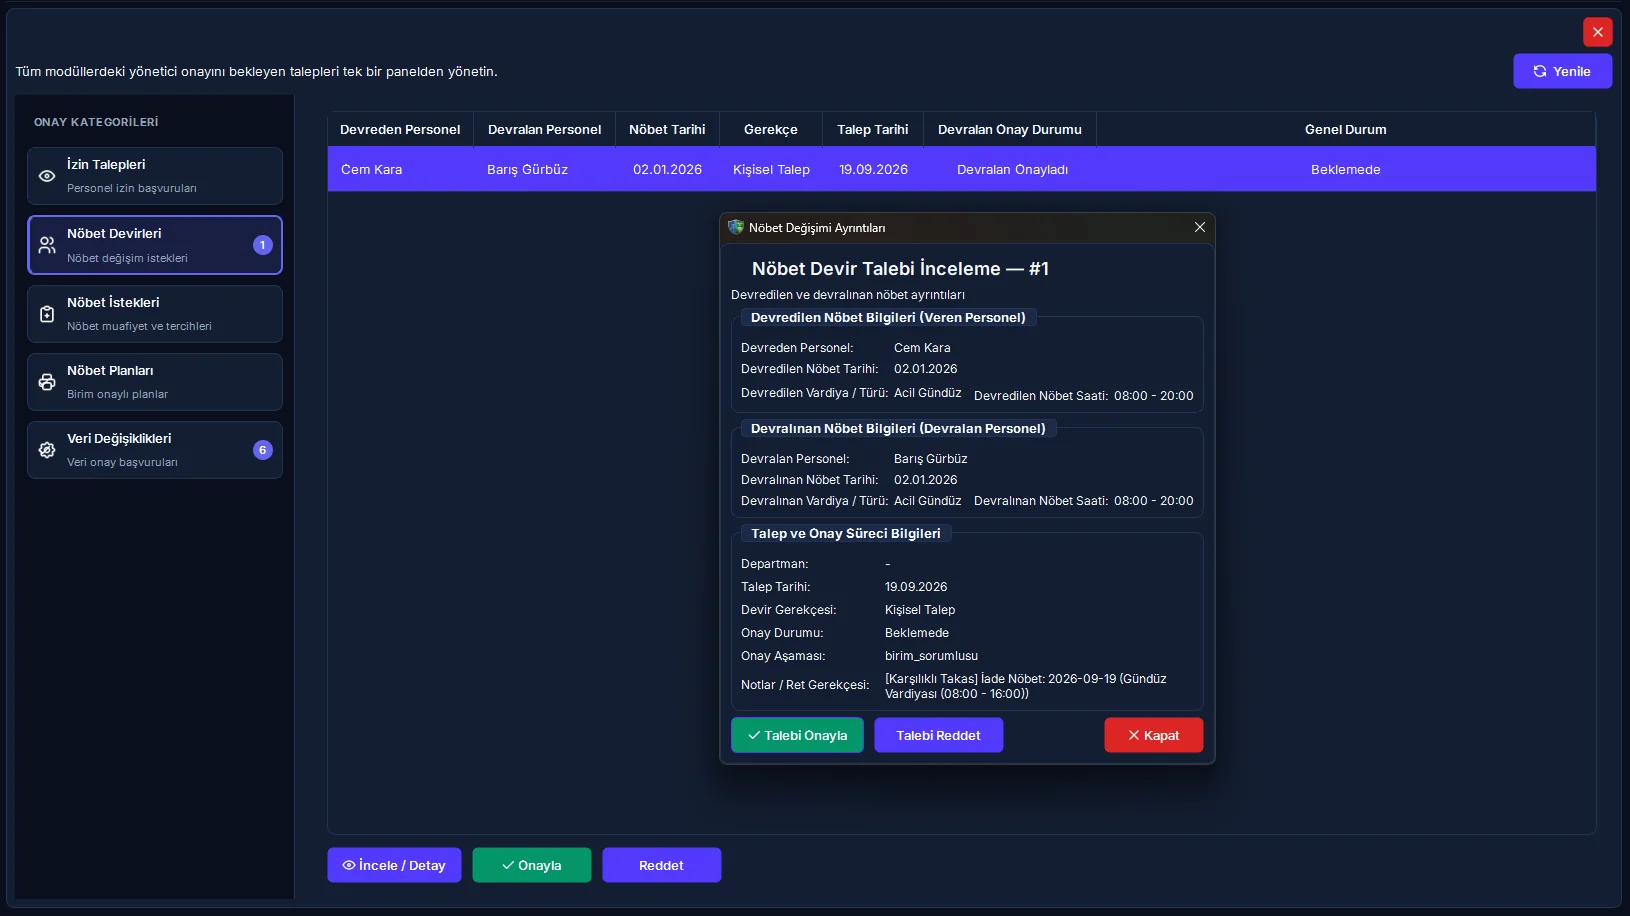 Tüm modüllerdeki yönetici onayını bekleyen talepleri tek bir panelden yönetin.
Yenile
ONAY KATEGORİLERİ
İzin Talepleri
Personel izin başvuruları
Nöbet Devirleri
Nöbet değişim istekleri
1
Nöbet İstekleri
Nöbet muafiyet ve tercihleri
Nöbet Planları
Birim onaylı planlar
Veri Değişiklikleri
Veri onay başvuruları
6
Devreden Personel Devralan Personel Nöbet Tarihi Gerekçe Talep Tarihi Devralan Onay Durumu Genel Durum
Cem Kara Barış Gürbüz 02.01.2026 Kişisel Talep 19.09.2026 Devralan Onayladı Beklemede
Nöbet Değişimi Ayrıntıları
Nöbet Devir Talebi İnceleme — #1
Devredilen ve devralınan nöbet ayrıntıları
Devredilen Nöbet Bilgileri (Veren Personel)
Devreden Personel: Cem Kara
Devredilen Nöbet Tarihi: 02.01.2026
Devredilen Vardiya / Türü: Acil Gündüz Devredilen Nöbet Saati: 08:00 - 20:00
Devralınan Nöbet Bilgileri (Devralan Personel)
Devralan Personel: Barış Gürbüz
Devralınan Nöbet Tarihi: 02.01.2026
Devralınan Vardiya / Türü: Acil Gündüz Devralınan Nöbet Saati: 08:00 - 20:00
Talep ve Onay Süreci Bilgileri
Departman: -
Talep Tarihi: 19.09.2026
Devir Gerekçesi: Kişisel Talep
Onay Durumu: Beklemede
Onay Aşaması: birim_sorumlusu
Notlar / Ret Gerekçesi: [Karşılıklı Takas] İade Nöbet: 2026-09-19 (Gündüz
Vardiyası (08:00 - 16:00))
Talebi Onayla Talebi Reddet Kapat
İncele / Detay Onayla Reddet